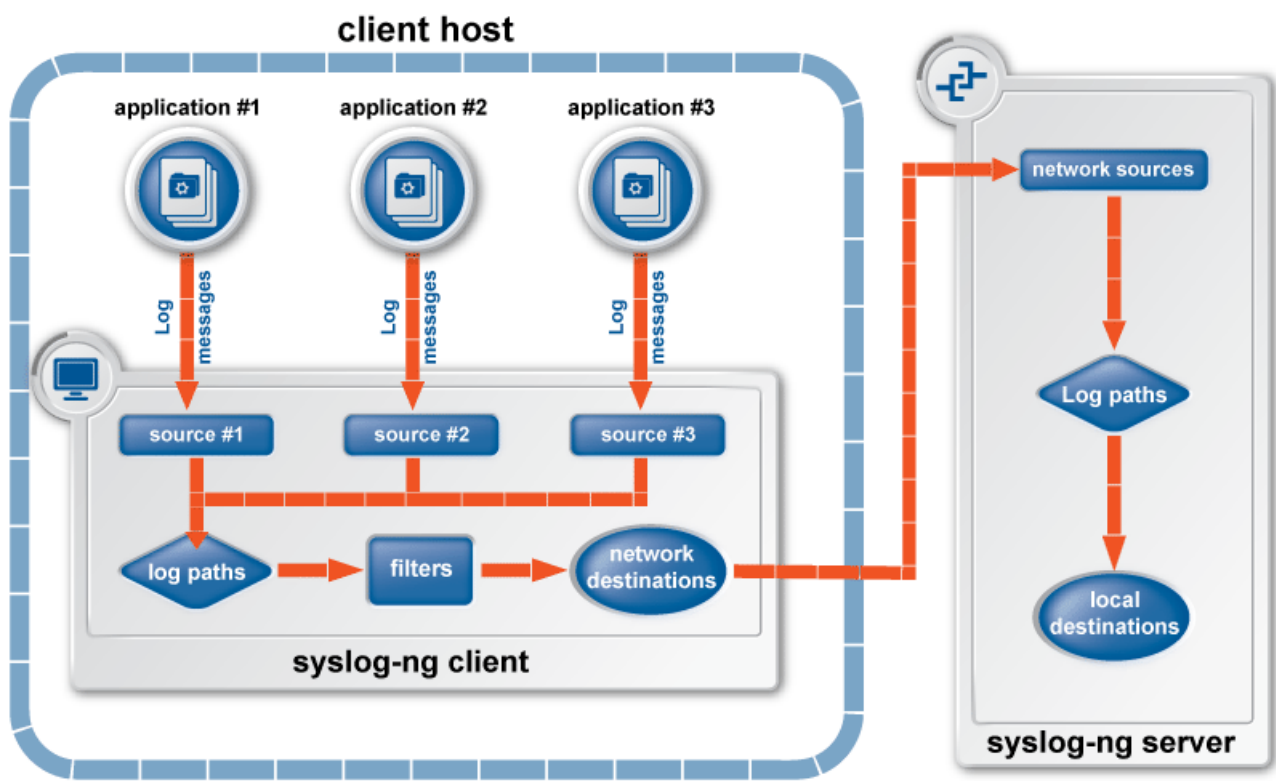 client host
application #1
application #2
application #3
Log
messages
Log
messages
Log
messages
source #1
source #2
source #3
log paths
filters
network
destinations
syslog-ng client
network sources
Log paths
local
destinations
syslog-ng server